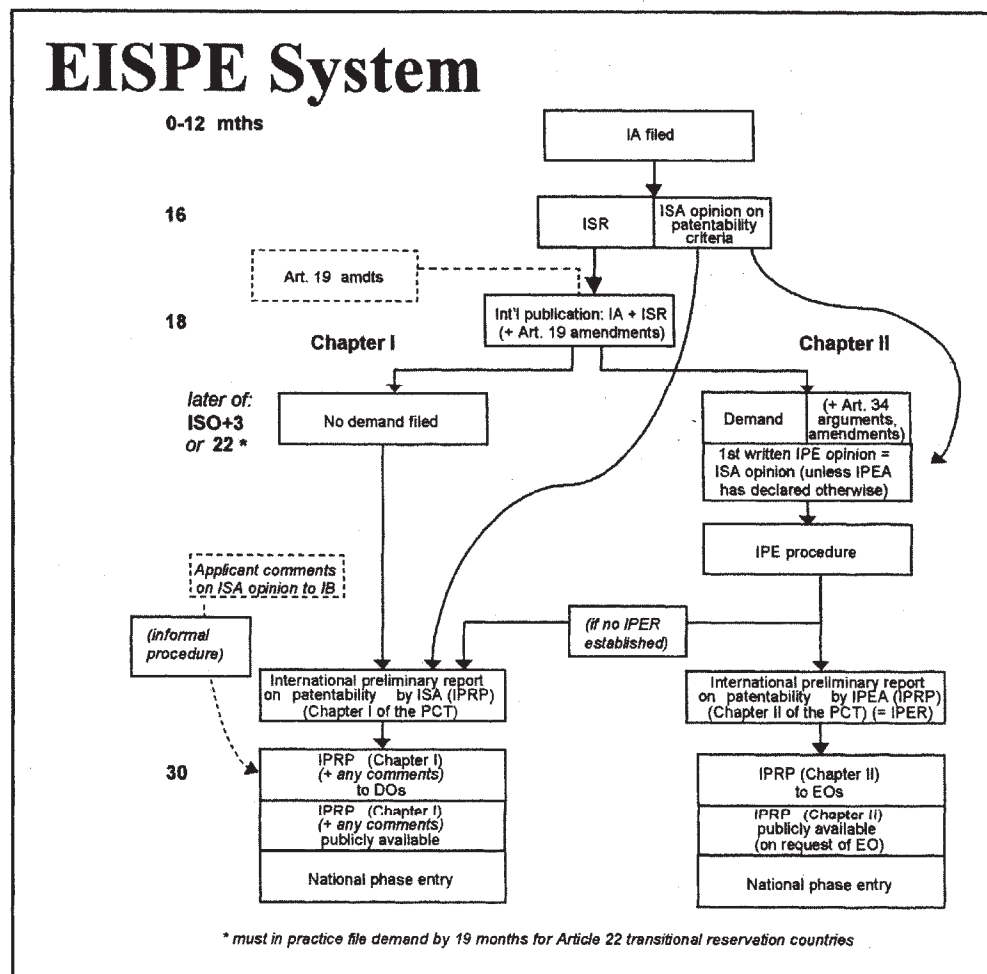 EISPE System
0-12 mths
IA filed
16
ISR
ISA opinion on
patentability
criteria
Art. 19 amdts
18
Int'l publication: IA + ISR
(+ Art. 19 amendments)
Chapter I
Chapter II
later of:
ISO+3
or 22 *
No demand filed
Demand
(+ Art. 34
arguments,
amendments)
1st written IPE opinion =
ISA opinion (unless IPEA
has declared otherwise)
IPE procedure
Applicant comments
on ISA opinion to IB
(informal
procedure)
(if no IPER
established)
International preliminary report
on patentability by ISA (IPRP)
(Chapter I of the PCT)
International preliminary report
on patentability by IPEA (IPRP)
(Chapter II of the PCT) (= IPER)
30
IPRP (Chapter I)
(+ any comments)
to DOs
IPRP (Chapter I)
(+ any comments)
publicly available
National phase entry
IPRP (Chapter II)
to EOs
IPRP (Chapter II)
publicly available
(on request of EO)
National phase entry
* must in practice file demand by 19 months for Article 22 transitional reservation countries